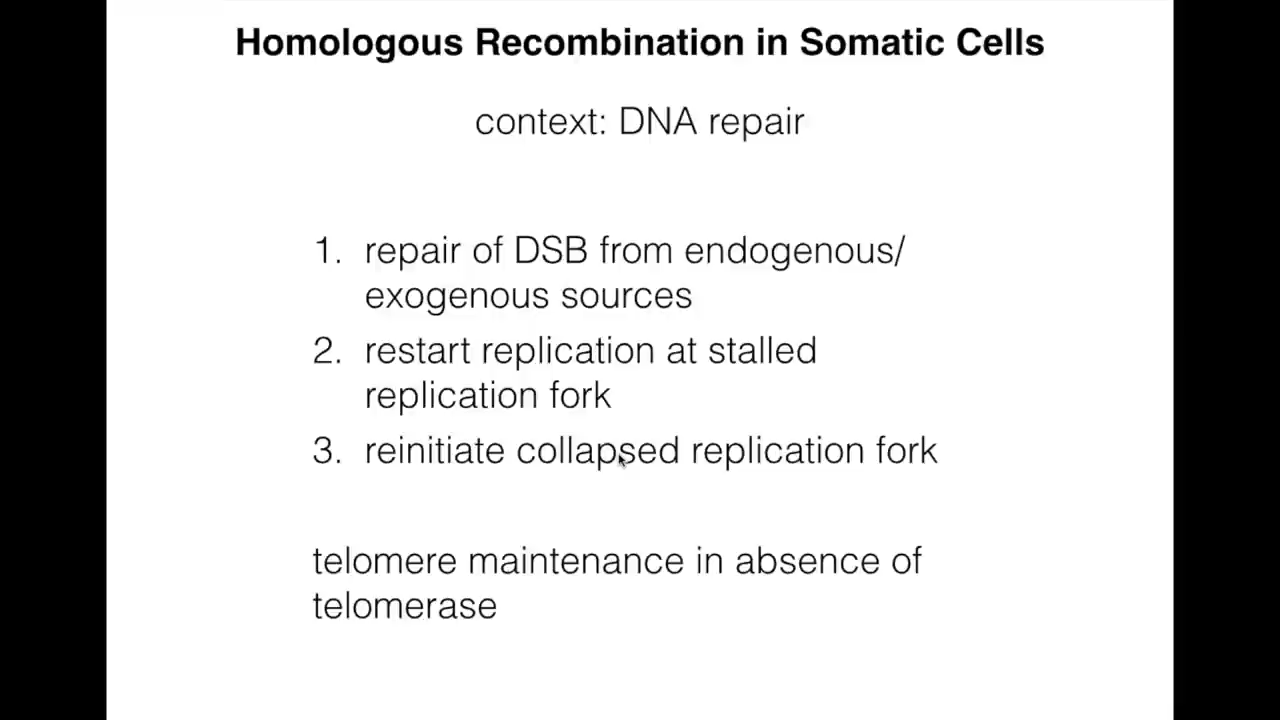 Homologous Recombination in Somatic Cells
context: DNA repair
1. repair of DSB from endogenous/
exogenous sources
2. restart replication at stalled
replication fork
3. reinitiate collapsed replication fork
telomere maintenance in absence of
telomerase